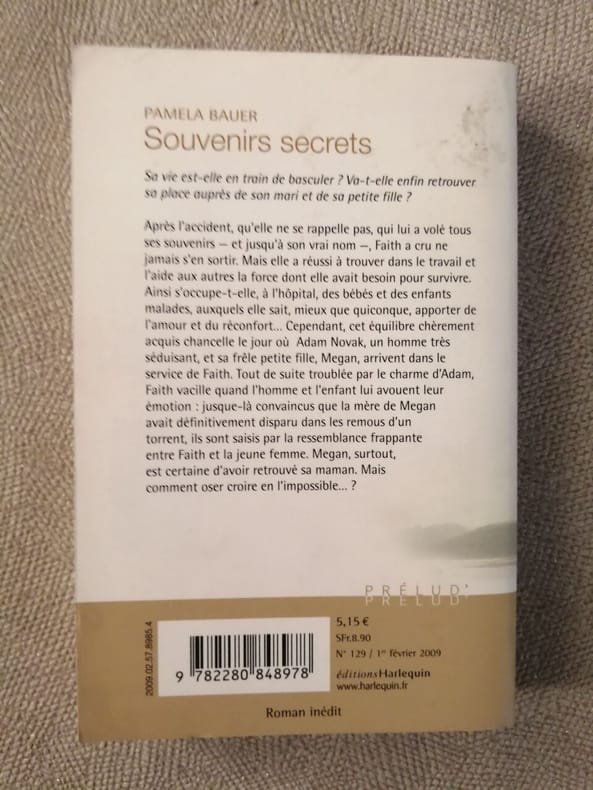 PAMELA BAUER
Souvenirs secrets
Sa vie est-elle en train de basculer ? Va-t-elle enfin retrouver
sa place auprès de son mari et de sa petite fille ?
Après l'accident, qu'elle ne se rappelle pas, qui lui a volé tous
ses souvenirs – et jusqu'à son vrai nom –, Faith a cru ne
jamais s'en sortir. Mais elle a réussi à trouver dans le travail et
l'aide aux autres la force dont elle avait besoin pour survivre.
Ainsi s'occupe-t-elle, à l'hôpital, des bébés et des enfants
malades, auxquels elle sait, mieux que quiconque, apporter de
l'amour et du réconfort... Cependant, cet équilibre chèrement
acquis chancelle le jour où Adam Novak, un homme très
séduisant, et sa frêle petite fille, Megan, arrivent dans le
service de Faith. Tout de suite troublée par le charme d'Adam,
Faith vacille quand l'homme et l'enfant lui avouent leur
émotion : jusque-là convaincus que la mère de Megan
avait définitivement disparu dans les remous d'un
torrent, ils sont saisis par la ressemblance frappante
entre Faith et la jeune femme. Megan, surtout,
est certaine d'avoir retrouvé sa maman. Mais
comment oser croire en l'impossible... ?
PRÉLUD'
PRÉLUD'
2009.02.57.8985.4
9 782280 848978
5,15 €
SFr.8.90
N° 129 / 1er février 2009
éditionsHarlequin
www.harlequin.fr
Roman inédit